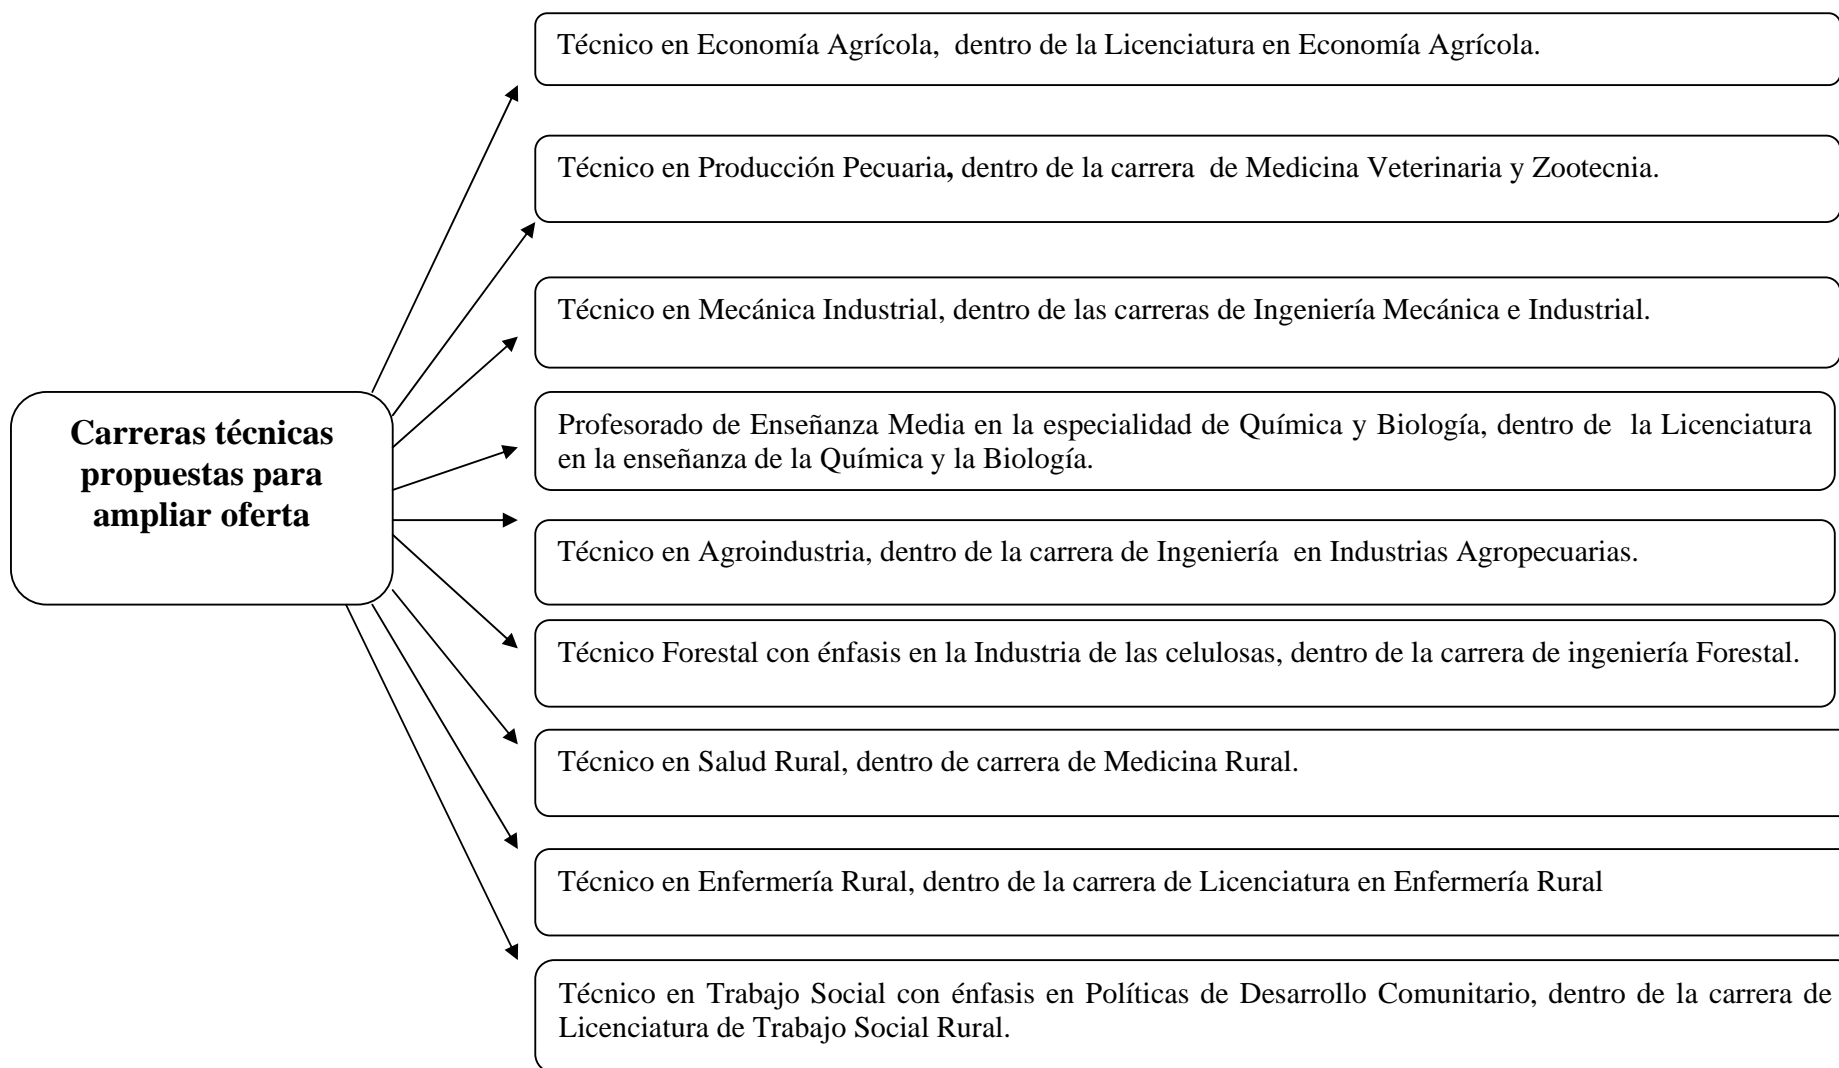 Técnico en Economía Agrícola, dentro de la Licenciatura en Economía Agrícola.
Técnico en Producción Pecuaria, dentro de la carrera de Medicina Veterinaria y Zootecnia.
Técnico en Mecánica Industrial, dentro de las carreras de Ingeniería Mecánica e Industrial.
Carreras técnicas
propuestas para
ampliar oferta
Profesorado de Enseñanza Media en la especialidad de Química y Biología, dentro de la Licenciatura
en la enseñanza de la Química y la Biología.
Técnico en Agroindustria, dentro de la carrera de Ingeniería en Industrias Agropecuarias.
Técnico Forestal con énfasis en la Industria de las celulosas, dentro de la carrera de ingeniería Forestal.
Técnico en Salud Rural, dentro de carrera de Medicina Rural.
Técnico en Enfermería Rural, dentro de la carrera de Licenciatura en Enfermería Rural
Técnico en Trabajo Social con énfasis en Políticas de Desarrollo Comunitario, dentro de la carrera de
Licenciatura de Trabajo Social Rural.